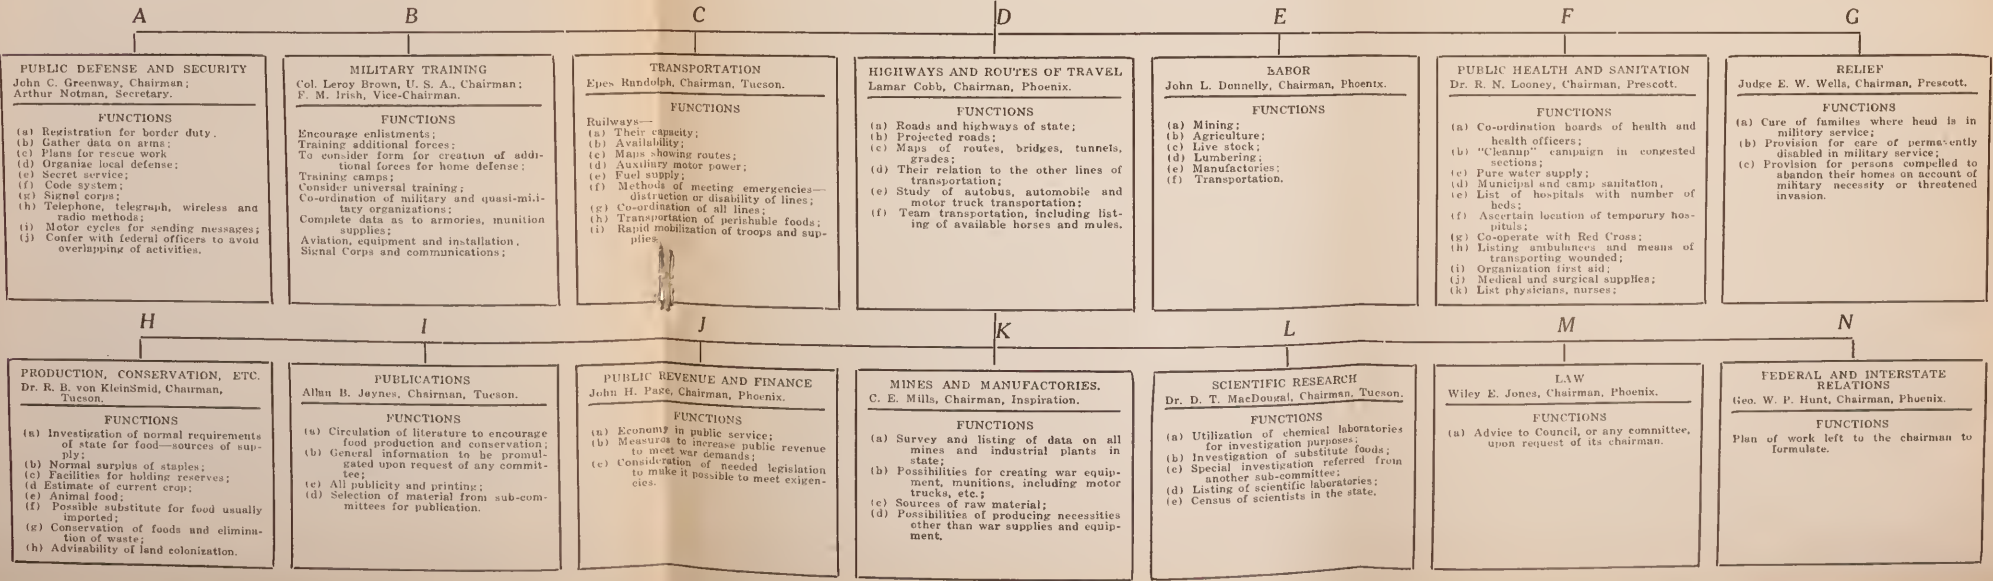 A
PUBLIC DEFENSE AND SECURITY
John C. Greenway, Chairman;
Arthur Notman, Secretary.
FUNCTIONS
(a) Registration for border duty.
(b) Gather data on arms;
(c) Plans for rescue work
(d) Organize local defense;
(e) Secret service;
(f) Code system;
(g) Signal corps;
(h) Telephone, telegraph, wireless and
radio methods;
(i) Motor cycles for sending messages;
(j) Confer with federal officers to avoid
overlapping of activities.
B
MILITARY TRAINING
Col. Leroy Brown, U. S. A., Chairman;
F. M. Irish, Vice-Chairman.
FUNCTIONS
Encourage enlistments;
Training additional forces;
To consider form for creation of addi-
tional forces for home defense;
Training camps;
Consider universal training;
Co-ordination of military and quasi-mili-
tary organizations;
Complete data as to armories, munition
supplies;
Aviation, equipment and installation,
Signal Corps and communications;
C
TRANSPORTATION
Epes Randolph, Chairman, Tucson.
FUNCTIONS
Railways—
(a) Their capacity;
(b) Availability;
(c) Maps showing routes;
(d) Auxiliary motor power;
(e) Fuel supply;
(f) Methods of meeting emergencies—
distruction or disability of lines;
(g) Co-ordination of all lines;
(h) Transportation of perishable foods;
(i) Rapid mobilization of troops and sup-
plies.
D
HIGHWAYS AND ROUTES OF TRAVEL
Lamar Cobb, Chairman, Phoenix.
FUNCTIONS
(a) Roads and highways of state;
(b) Projected roads;
(c) Maps of routes, bridges, tunnels,
grades;
(d) Their relation to the other lines of
transportation;
(e) Study of autobus, automobile and
motor truck transportation;
(f) Team transportation, including list-
ing of available horses and mules.
E
LABOR
John L. Donnelly, Chairman, Phoenix.
FUNCTIONS
(a) Mining;
(b) Agriculture;
(c) Live stock;
(d) Lumbering;
(e) Manufactories;
(f) Transportation.
F
PUBLIC HEALTH AND SANITATION
Dr. R. N. Looney, Chairman, Prescott.
FUNCTIONS
(a) Co-ordination boards of health and
health officers;
(b) "Cleanup" campaign in congested
sections;
(c) Pure water supply;
(d) Municipal and camp sanitation,
(e) List of hospitals with number of
beds;
(f) Ascertain location of temporary hos-
pitals;
(g) Co-operate with Red Cross;
(h) Listing ambulances and means of
transporting wounded;
(i) Organization first aid;
(j) Medical and surgical supplies;
(k) List physicians, nurses;
G
RELIEF
Judge E. W. Wells, Chairman, Prescott.
FUNCTIONS
(a) Care of families where head is in
military service;
(b) Provision for care of permanently
disabled in military service;
(c) Provision for persons compelled to
abandon their homes on account of
military necessity or threatened
invasion.
H
PRODUCTION, CONSERVATION, ETC.
Dr. R. B. von KleinSmid, Chairman,
Tucson.
FUNCTIONS
(a) Investigation of normal requirements
of state for food—sources of sup-
ply;
(b) Normal surplus of staples;
(c) Facilities for holding reserves;
(d Estimate of current crop;
(e) Animal food;
(f) Possible substitute for food usually
imported;
(g) Conservation of foods and elimina-
tion of waste;
(h) Advisability of land colonization.
I
PUBLICATIONS
Allan B. Jaynes, Chairman, Tucson.
FUNCTIONS
(a) Circulation of literature to encourage
food production and conservation;
(b) General information to be promul-
gated upon request of any commit-
tee;
(c) All publicity and printing;
(d) Selection of material from sub-com-
mittees for publication.
J
PUBLIC REVENUE AND FINANCE
John H. Page, Chairman, Phoenix.
FUNCTIONS
(a) Economy in public service;
(b) Measures to increase public revenue
to meet war demands;
(c) Consideration of needed legislation
to make it possible to meet exigen-
cies.
K
MINES AND MANUFACTORIES.
C. E. Mills, Chairman, Inspiration.
FUNCTIONS
(a) Survey and listing of data on all
mines and industrial plants in
state;
(b) Possibilities for creating war equip-
ment, munitions, including motor
trucks, etc.;
(c) Sources of raw material;
(d) Possibilities of producing necessities
other than war supplies and equip-
ment.
L
SCIENTIFIC RESEARCH
Dr. D. T. MacDougal, Chairman, Tucson.
FUNCTIONS
(a) Utilization of chemical laboratories
for investigation purposes;
(b) Investigation of substitute foods;
(c) Special investigation referred from
another sub-committee;
(d) Listing of scientific laboratories;
(e) Census of scientists in the state.
M
LAW
Wiley E. Jones, Chairman, Phoenix.
FUNCTIONS
(a) Advice to Council, or any committee,
upon request of its chairman.
N
FEDERAL AND INTERSTATE
RELATIONS
Geo. W. P. Hunt, Chairman, Phoenix.
FUNCTIONS
Plan of work left to the chairman to
formulate.